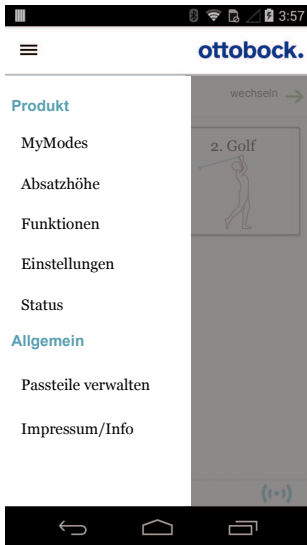 3:57
ottobock.
wechseln
Produkt
MyModes
2. Golf
Absatzhöhe
Funktionen
Einstellungen
Status
Allgemein
Passteile verwalten
Impressum/Info